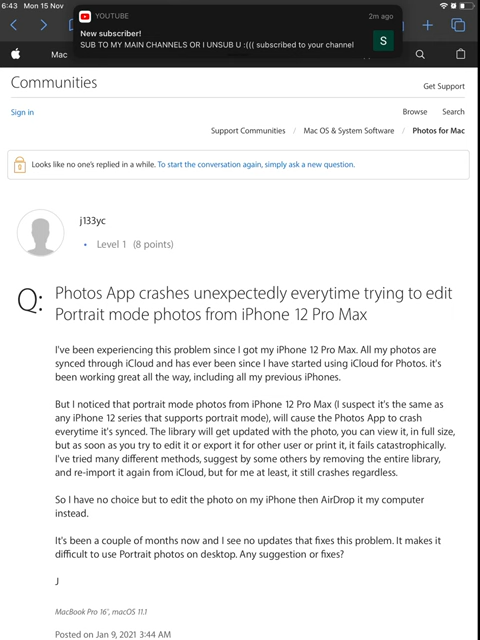 6:43 Mon 15 Nov
YOUTUBE
2m ago
New subscriber!
SUB TO MY MAIN CHANNELS OR I UNSUB U :((( subscribed to your channel
S
Mac
Communities
Get Support
Sign in
Browse Search
Support Communities / Mac OS & System Software / Photos for Mac
Looks like no one's replied in a while. To start the conversation again, simply ask a new question.
j133yc
Level 1 (8 points)
Q: Photos App crashes unexpectedly everytime trying to edit
Portrait mode photos from iPhone 12 Pro Max
I've been experiencing this problem since I got my iPhone 12 Pro Max. All my photos are
synced through iCloud and has ever been since I have started using iCloud for Photos. it's
been working great all the way, including all my previous iPhones.
But I noticed that portrait mode photos from iPhone 12 Pro Max (I suspect it's the same as
any iPhone 12 series that supports portrait mode), will cause the Photos App to crash
everytime it's synced. The library will get updated with the photo, you can view it, in full size,
but as soon as you try to edit it or export it for other user or print it, it fails catastrophically.
I've tried many different methods, suggest by some others by removing the entire library,
and re-import it again from iCloud, but for me at least, it still crashes regardless.
So I have no choice but to edit the photo on my iPhone then AirDrop it my computer
instead.
It's been a couple of months now and I see no updates that fixes this problem. It makes it
difficult to use Portrait photos on desktop. Any suggestion or fixes?
J
MacBook Pro 16", macOS 11.1
Posted on Jan 9, 2021 3:44 AM